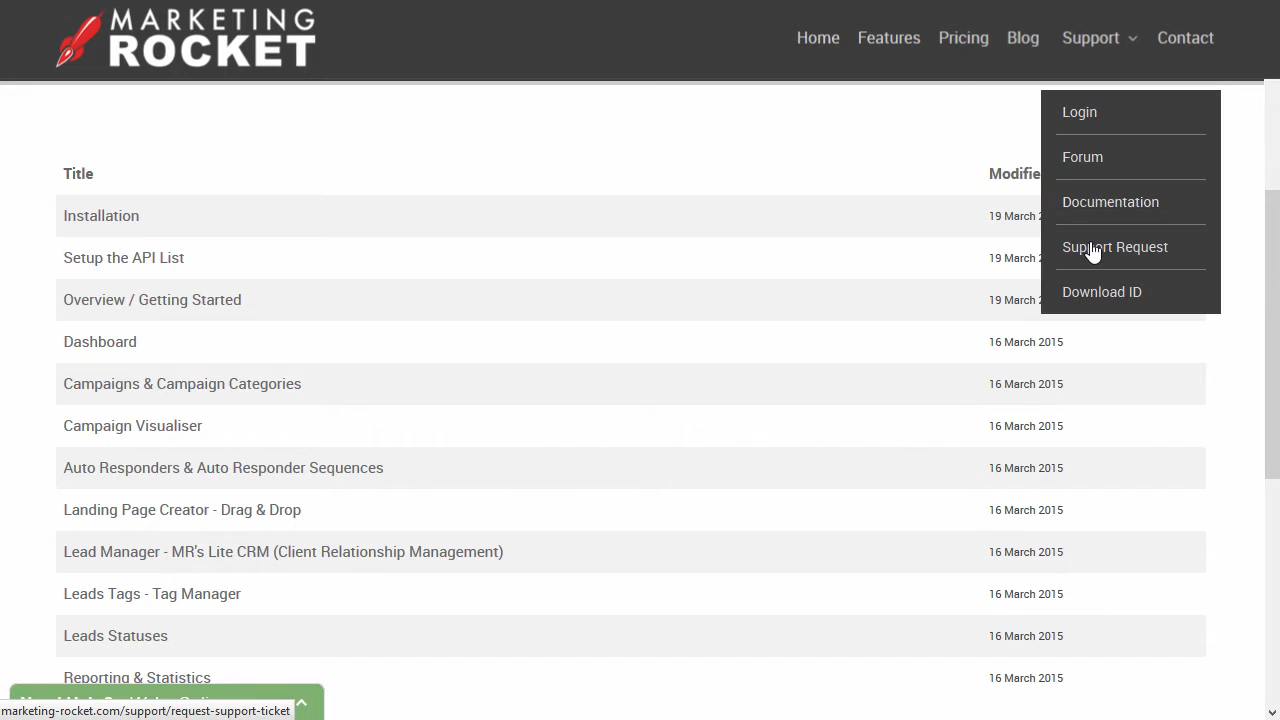 MARKETING
ROCKET
Home Features Pricing Blog Support Contact
Login
Forum
Documentation
Support Request
Download ID
Title
Installation 19 March
Setup the API List 19 March
Overview / Getting Started 19 March
Dashboard 16 March 2015
Campaigns & Campaign Categories 16 March 2015
Campaign Visualiser 16 March 2015
Auto Responders & Auto Responder Sequences 16 March 2015
Landing Page Creator - Drag & Drop 16 March 2015
Lead Manager - MR's Lite CRM (Client Relationship Management) 16 March 2015
Leads Tags - Tag Manager 16 March 2015
Leads Statuses 16 March 2015
Reporting & Statistics 16 March 2015
marketing-rocket.com/support/request-support-ticket